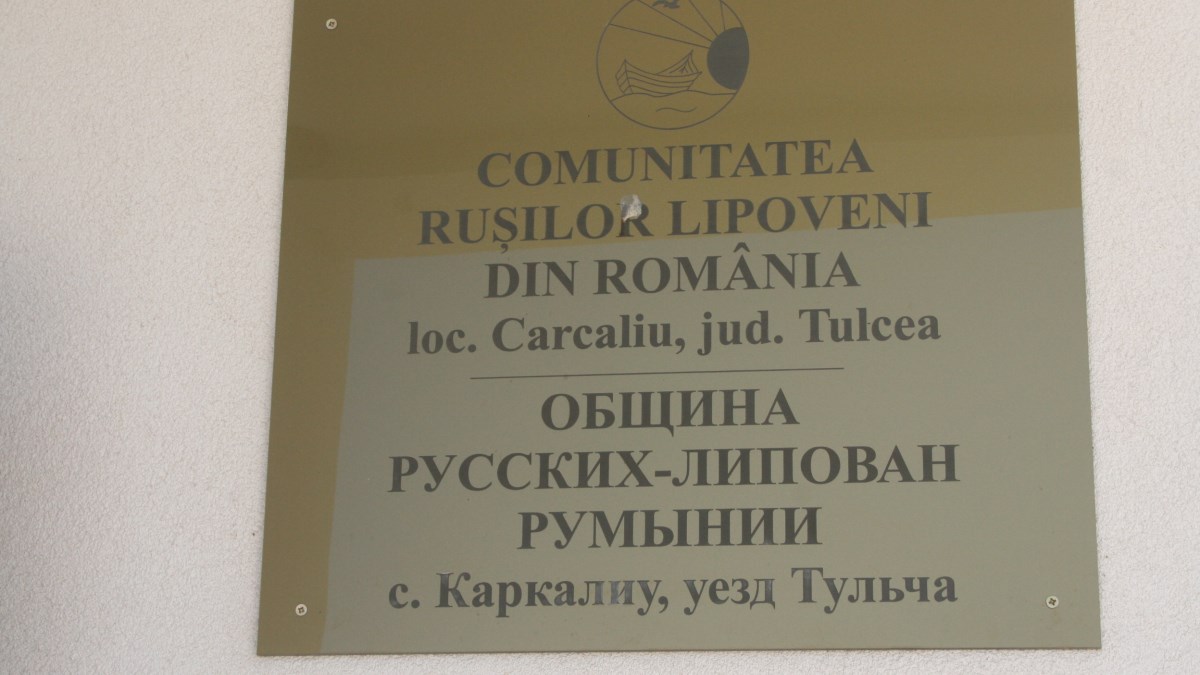 COMUNITATEA
RUȘILOR LIPOVENI
DIN ROMÂNIA
loc. Carcaliu, jud. Tulcea
ОБЩИНА
РУССКИХ-ЛИПОВАН
РУМЫНИИ
с. Каркалиу, уезд Тульча